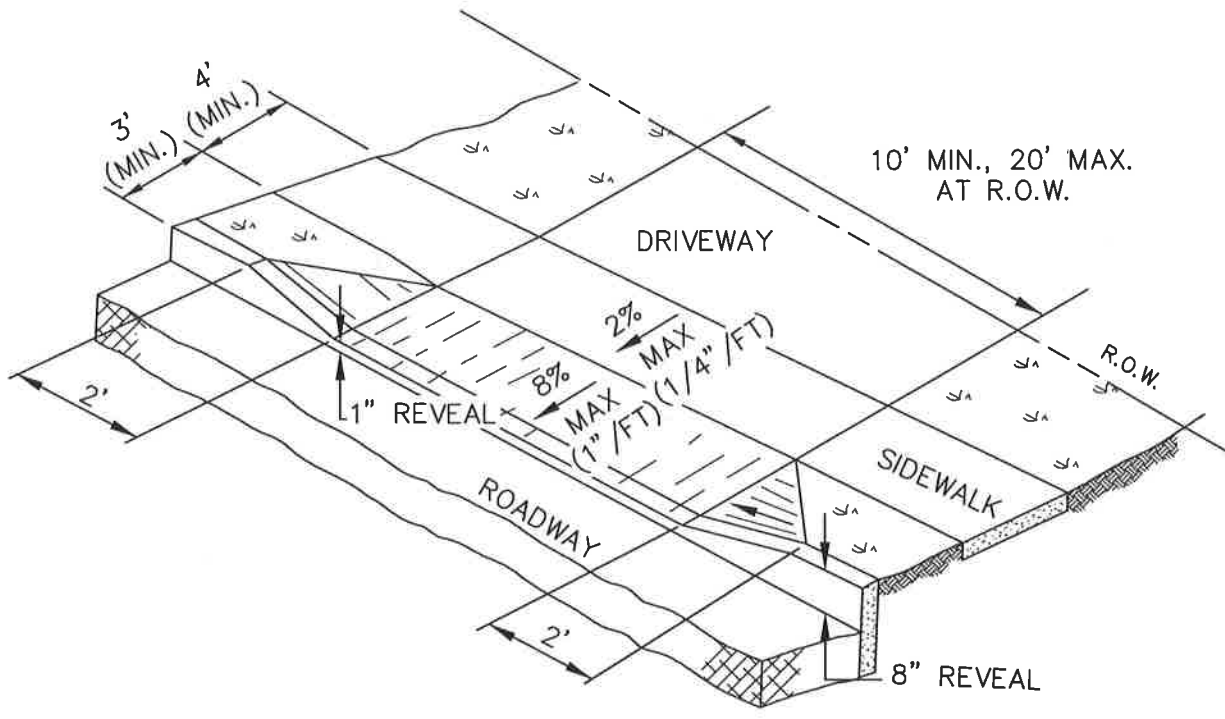 4'
(MIN.)
3'
(MIN.)
10' MIN., 20' MAX.
AT R.O.W.
DRIVEWAY
2%
MAX
(1/4"/FT)
8%
MAX
(1"/FT)
R.O.W.
2'
1" REVEAL
SIDEWALK
ROADWAY
2'
8" REVEAL